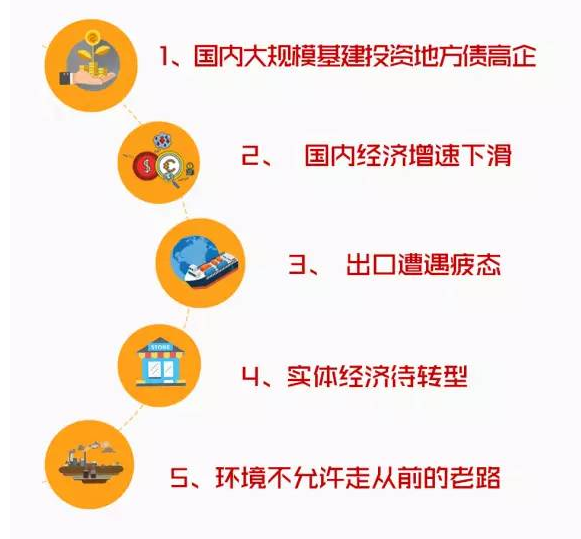 1、国内大规模基建投资地方债高企
2、 国内经济增速下滑
3、 出口遭遇疲态
STORE
4、实体经济待转型
5、环境不允许走从前的老路